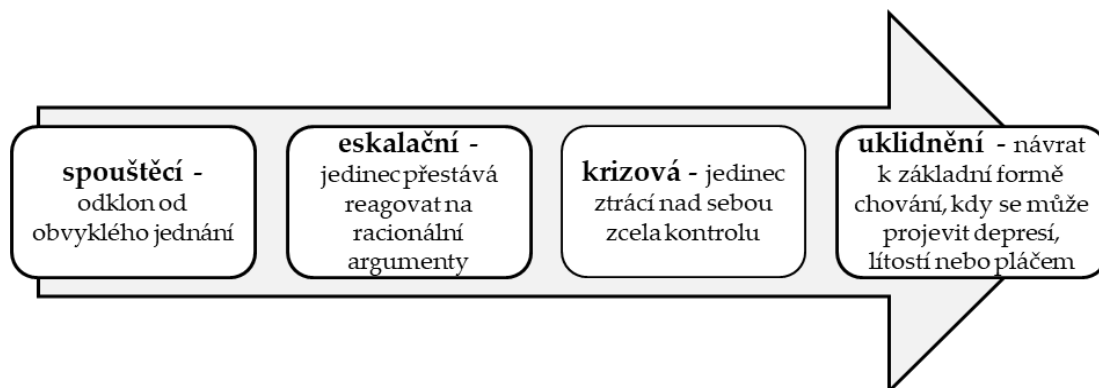 spouštěcí -
odklon od
obvyklého jednání
eskalační -
jedinec přestává
reagovat na
racionální
argumenty
krizová - jedinec
ztrácí nad sebou
zcela kontrolu
uklidnění - návrat
k základní formě
chování, kdy se může
projevit depresí,
lítostí nebo pláčem